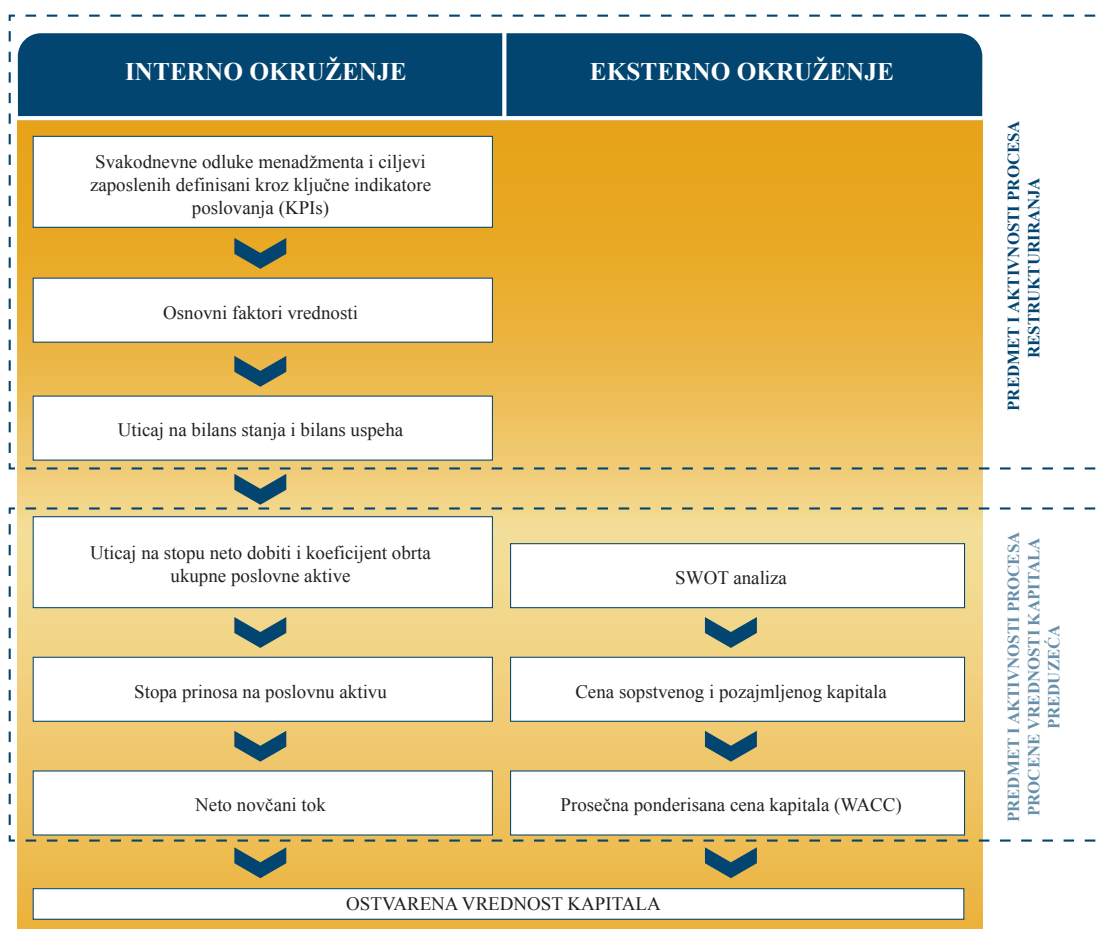 INTERNO OKRUŽENJE
EKSTERNO OKRUŽENJE
Svakodnevne odluke menadžmenta i ciljevi
zaposlenih definisani kroz ključne indikatore
poslovanja (KPIs)
Osnovni faktori vrednosti
Uticaj na bilans stanja i bilans uspeha
PREDMET I AKTIVNOSTI PROCESA
RESTRUKTURIRANJA
Uticaj na stopu neto dobiti i koeficijent obrta
ukupne poslovne aktive
Stopa prinosa na poslovnu aktivu
Neto novčani tok
SWOT analiza
Cena sopstvenog i pozajmljenog kapitala
Prosečna ponderisana cena kapitala (WACC)
PREDMET I AKTIVNOSTI PROCESA
PROCENE VREDNOSTI KAPITALA
PREDUZEĆA
OSTVARENA VREDNOST KAPITALA